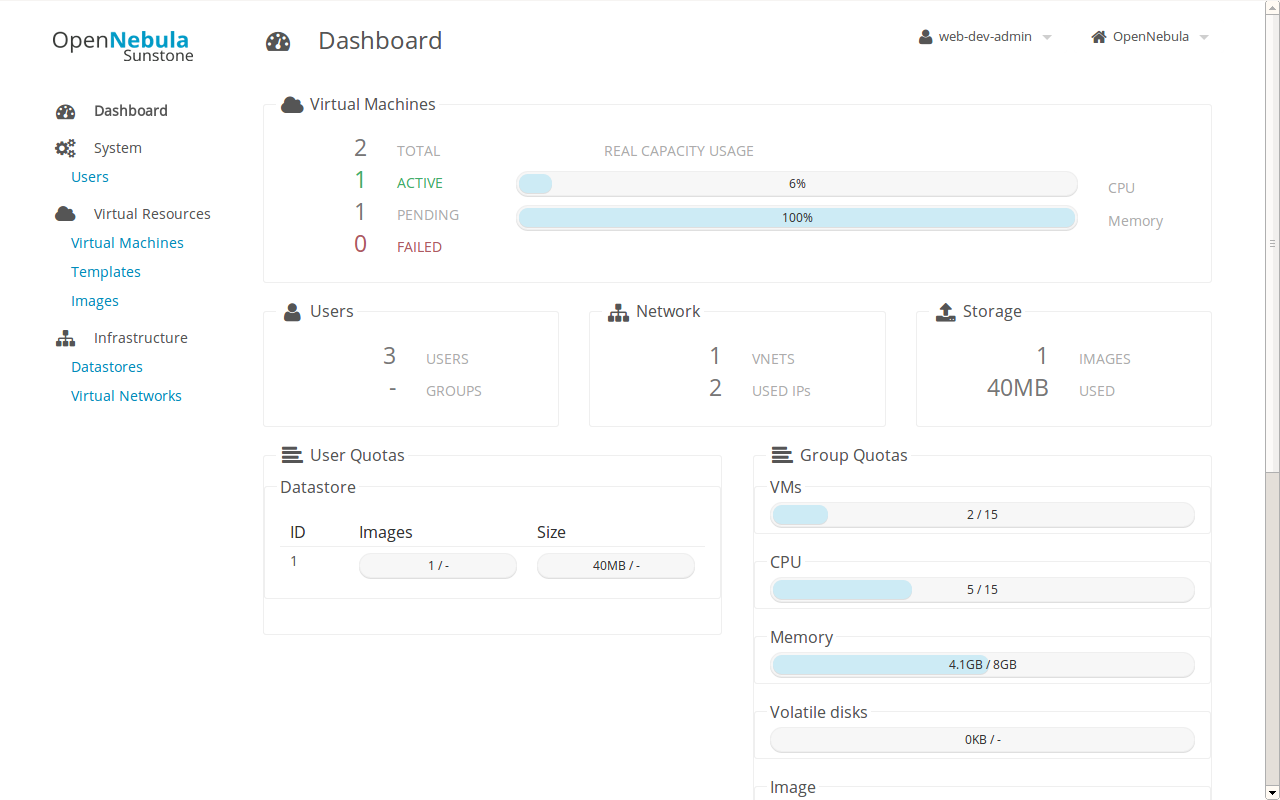 OpenNebula
Sunstone
Dashboard
web-dev-admin
OpenNebula
Dashboard
System
Users
Virtual Resources
Virtual Machines
Templates
Images
Infrastructure
Datastores
Virtual Networks
Virtual Machines
2 TOTAL
1 ACTIVE
1 PENDING
0 FAILED
REAL CAPACITY USAGE
6% CPU
100% Memory
Users
3 USERS
- GROUPS
Network
1 VNETS
2 USED IPs
Storage
1 IMAGES
40MB USED
User Quotas
Datastore
ID Images Size
1 1 / - 40MB / -
Group Quotas
VMs
2 / 15
CPU
5 / 15
Memory
4.1GB / 8GB
Volatile disks
0KB / -
Image